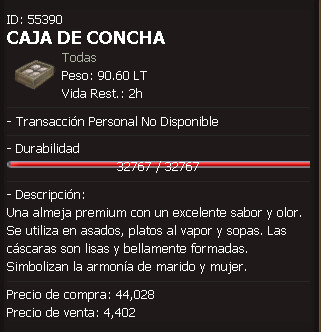 ID: 55390
CAJA DE CONCHA
Todas
Peso: 90.60 LT
Vida Rest.: 2h
- Transacción Personal No Disponible
- Durabilidad
32767 / 32767
- Descripción:
Una almeja premium con un excelente sabor y olor.
Se utiliza en asados, platos al vapor y sopas. Las
cáscaras son lisas y bellamente formadas.
Simbolizan la armonía de marido y mujer.
Precio de compra: 44,028
Precio de venta: 4,402